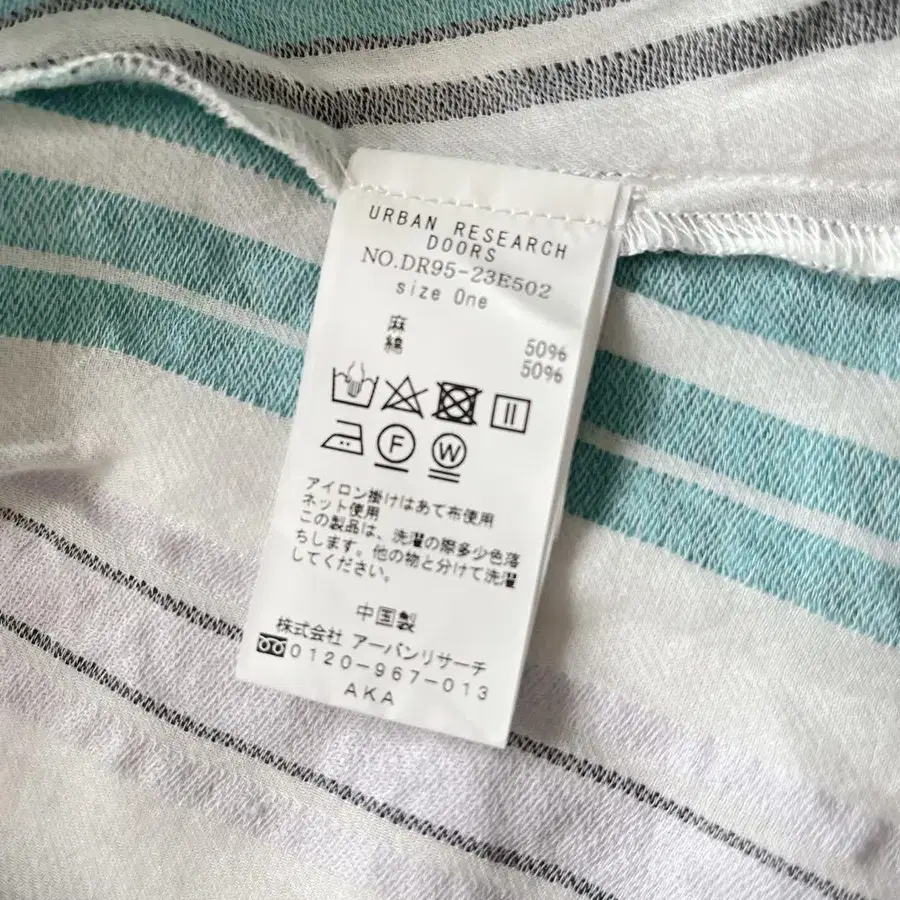 URBAN RESEARCH
DOORS
NO.DR95-23E502
size One
麻 50%
綿 50%
F W
アイロン掛けはあて布使用
ネット使用
この製品は、洗濯の際多少色落
ちします。他の物と分けて洗濯
してください。
中国製
株式会社 アーバンリサーチ
0120-967-013
AKA